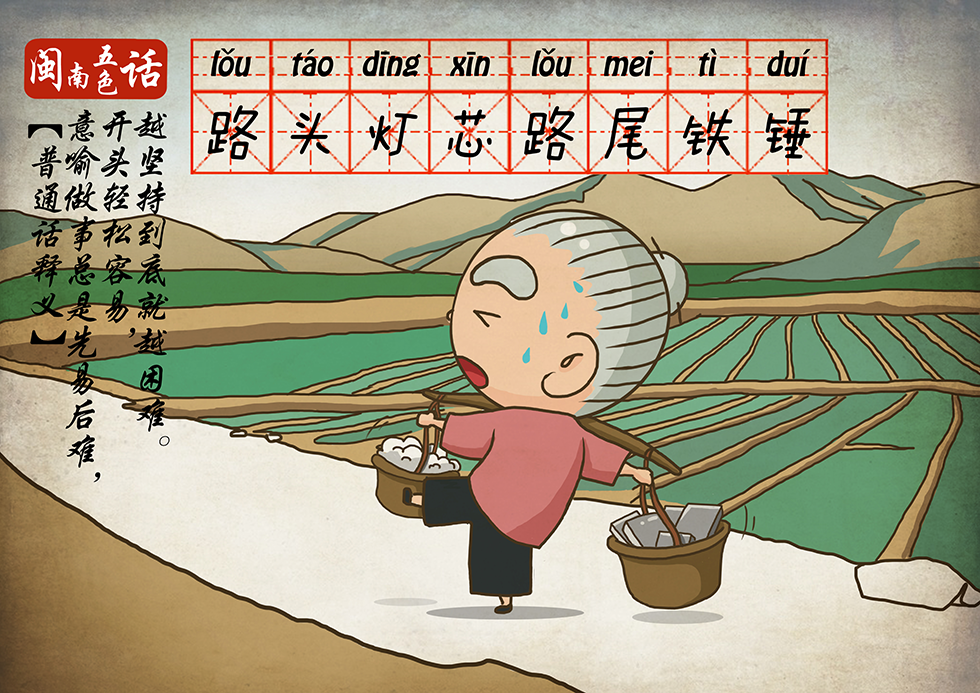 闽南五色话
lǒu táo dīng xīn lǒu mei tì duí
路头灯芯路尾铁锤
【普通话释义】
意喻做事总是先易后难，
开头轻松容易，
越坚持到底就越困难。